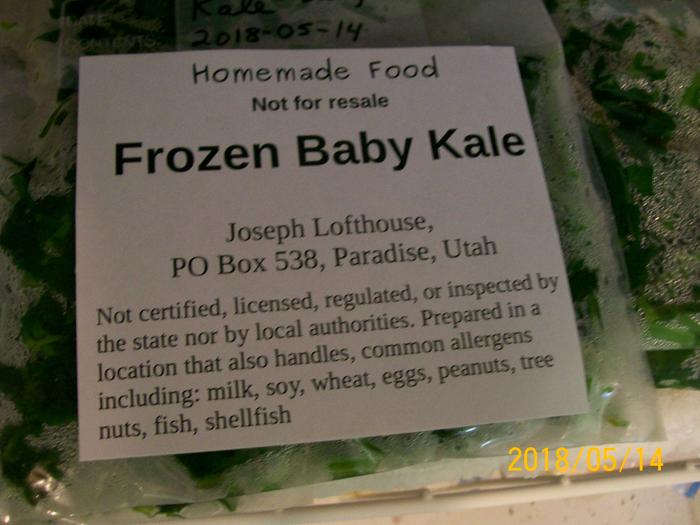 Kale
2018-05-14
CONTENTS:
Homemade Food
Not for resale
Frozen Baby Kale
Joseph Lofthouse,
PO Box 538, Paradise, Utah
Not certified, licensed, regulated, or inspected by
the state nor by local authorities. Prepared in a
location that also handles, common allergens
including: milk, soy, wheat, eggs, peanuts, tree
nuts, fish, shellfish
2018/05/14